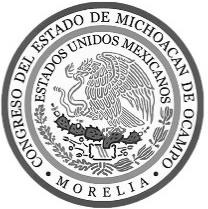 CONGRESO DEL ESTADO DE MICHOACAN DE OCAMPO
ESTADOS UNIDOS MEXICANOS
· MORELIA ·